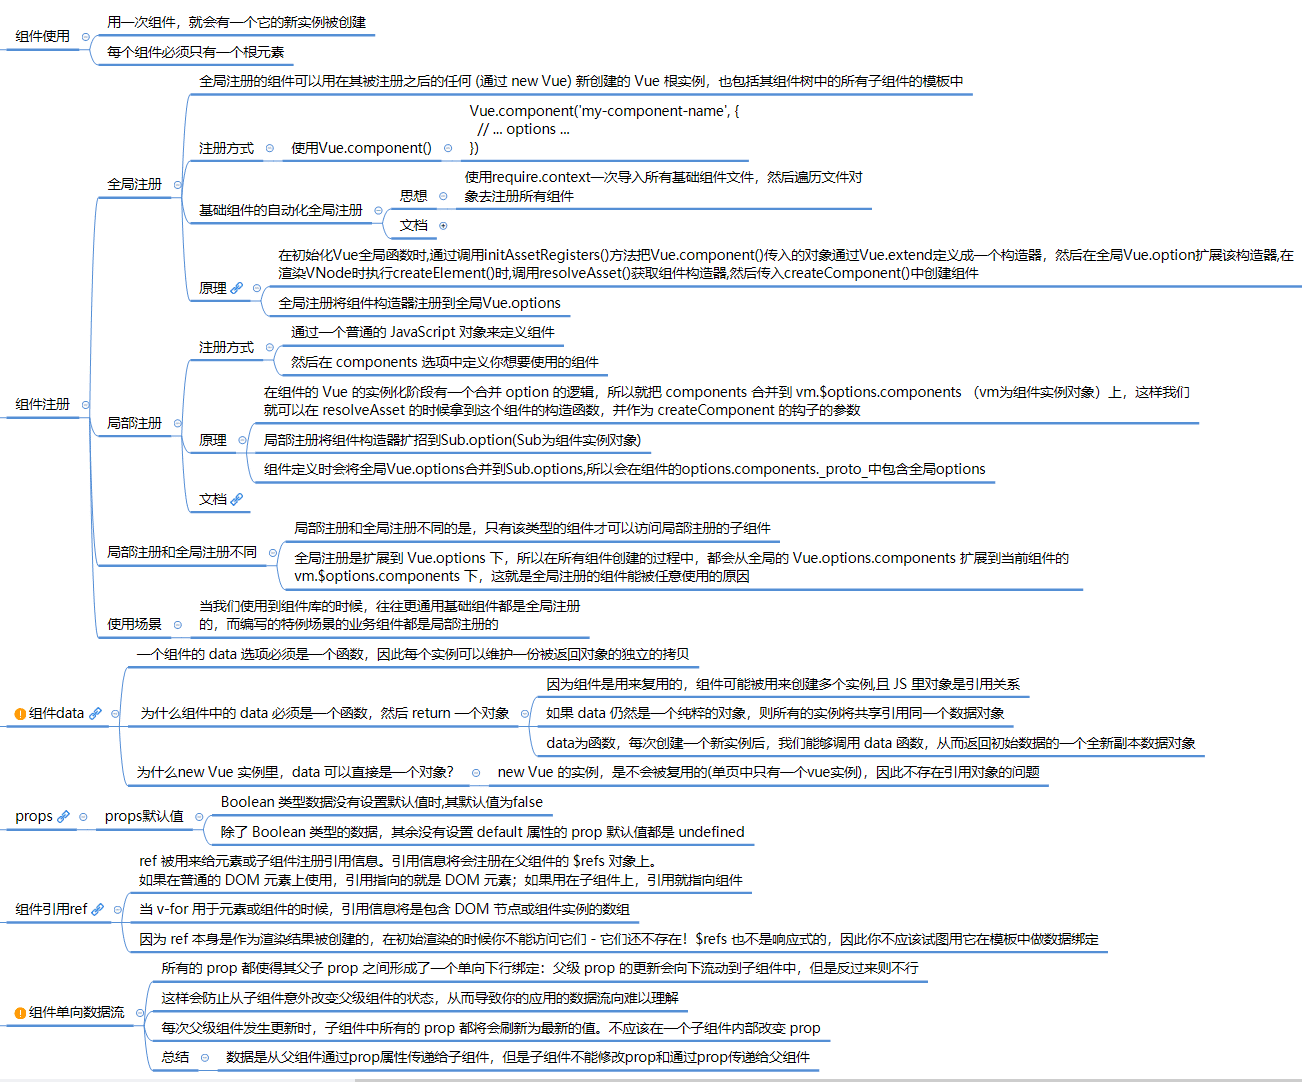 组件使用
用一次组件，就会有一个它的新实例被创建
每个组件必须只有一个根元素
组件注册
全局注册
全局注册的组件可以用在其被注册之后的任何 (通过 new Vue) 新创建的 Vue 根实例，也包括其组件树中的所有子组件的模板中
注册方式
使用Vue.component()
Vue.component('my-component-name', {
// ... options ...
})
基础组件的自动化全局注册
思想
使用require.context一次导入所有基础组件文件，然后遍历文件对
象去注册所有组件
文档
原理
在初始化Vue全局函数时,通过调用initAssetRegisters()方法把Vue.component()传入的对象通过Vue.extend定义成一个构造器，然后在全局Vue.option扩展该构造器,在
渲染VNode时执行createElement()时,调用resolveAsset()获取组件构造器,然后传入createComponent()中创建组件
全局注册将组件构造器注册到全局Vue.options
局部注册
注册方式
通过一个普通的 JavaScript 对象来定义组件
然后在 components 选项中定义你想要使用的组件
原理
在组件的 Vue 的实例化阶段有一个合并 option 的逻辑，所以就把 components 合并到 vm.$options.components （vm为组件实例对象）上，这样我们
就可以在 resolveAsset 的时候拿到这个组件的构造函数，并作为 createComponent 的钩子的参数
局部注册将组件构造器扩招到Sub.option(Sub为组件实例对象)
组件定义时会将全局Vue.options合并到Sub.options,所以会在组件的options.components._proto_中包含全局options
文档
局部注册和全局注册不同
局部注册和全局注册不同的是，只有该类型的组件才可以访问局部注册的子组件
全局注册是扩展到 Vue.options 下，所以在所有组件创建的过程中，都会从全局的 Vue.options.components 扩展到当前组件的
vm.$options.components 下，这就是全局注册的组件能被任意使用的原因
使用场景
当我们使用到组件库的时候，往往更通用基础组件都是全局注册
的，而编写的特例场景的业务组件都是局部注册的
组件data
一个组件的 data 选项必须是一个函数，因此每个实例可以维护一份被返回对象的独立的拷贝
为什么组件中的 data 必须是一个函数，然后 return 一个对象
因为组件是用来复用的，组件可能被用来创建多个实例,且 JS 里对象是引用关系
如果 data 仍然是一个纯粹的对象，则所有的实例将共享引用同一个数据对象
data为函数，每次创建一个新实例后，我们能够调用 data 函数，从而返回初始数据的一个全新副本数据对象
为什么new Vue 实例里，data 可以直接是一个对象？
new Vue 的实例，是不会被复用的(单页中只有一个vue实例)，因此不存在引用对象的问题
props
props默认值
Boolean 类型数据没有设置默认值时,其默认值为false
除了 Boolean 类型的数据，其余没有设置 default 属性的 prop 默认值都是 undefined
组件引用ref
ref 被用来给元素或子组件注册引用信息。引用信息将会注册在父组件的 $refs 对象上。
如果在普通的 DOM 元素上使用，引用指向的就是 DOM 元素；如果用在子组件上，引用就指向组件
当 v-for 用于元素或组件的时候，引用信息将是包含 DOM 节点或组件实例的数组
因为 ref 本身是作为渲染结果被创建的，在初始渲染的时候你不能访问它们 - 它们还不存在！$refs 也不是响应式的，因此你不应该试图用它在模板中做数据绑定
组件单向数据流
所有的 prop 都使得其父子 prop 之间形成了一个单向下行绑定：父级 prop 的更新会向下流动到子组件中，但是反过来则不行
这样会防止从子组件意外改变父级组件的状态，从而导致你的应用的数据流向难以理解
每次父级组件发生更新时，子组件中所有的 prop 都将会刷新为最新的值。不应该在一个子组件内部改变 prop
总结
数据是从父组件通过prop属性传递给子组件，但是子组件不能修改prop和通过prop传递给父组件